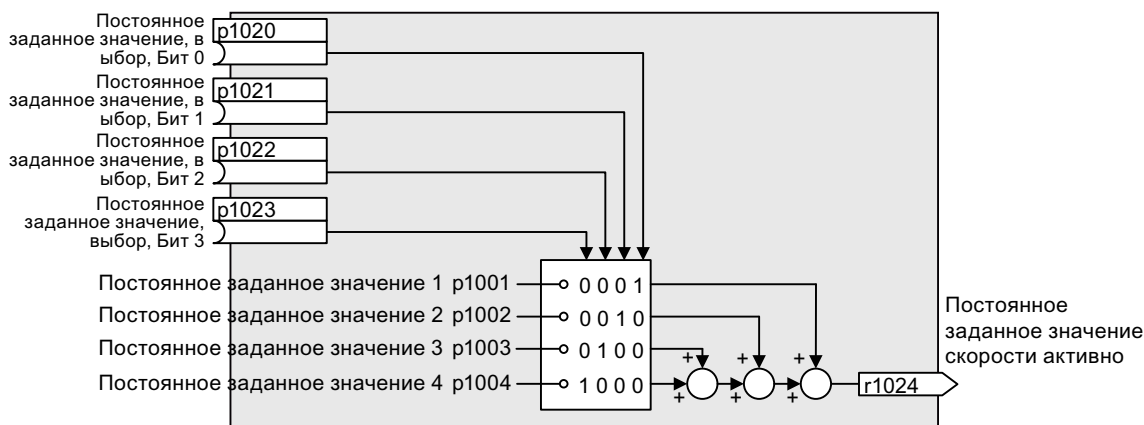 Постоянное
заданное значение, в
ыбор, Бит 0
p1020
Постоянное
заданное значение, в
ыбор, Бит 1
p1021
Постоянное
заданное значение, в
ыбор, Бит 2
p1022
Постоянное
заданное значение,
выбор, Бит 3
p1023
Постоянное заданное значение 1 p1001
0 0 0 1
Постоянное заданное значение 2 p1002
0 0 1 0
Постоянное заданное значение 3 p1003
0 1 0 0
Постоянное заданное значение 4 p1004
1 0 0 0
+ + +
+ + +
r1024
Постоянное
заданное значение
скорости активно